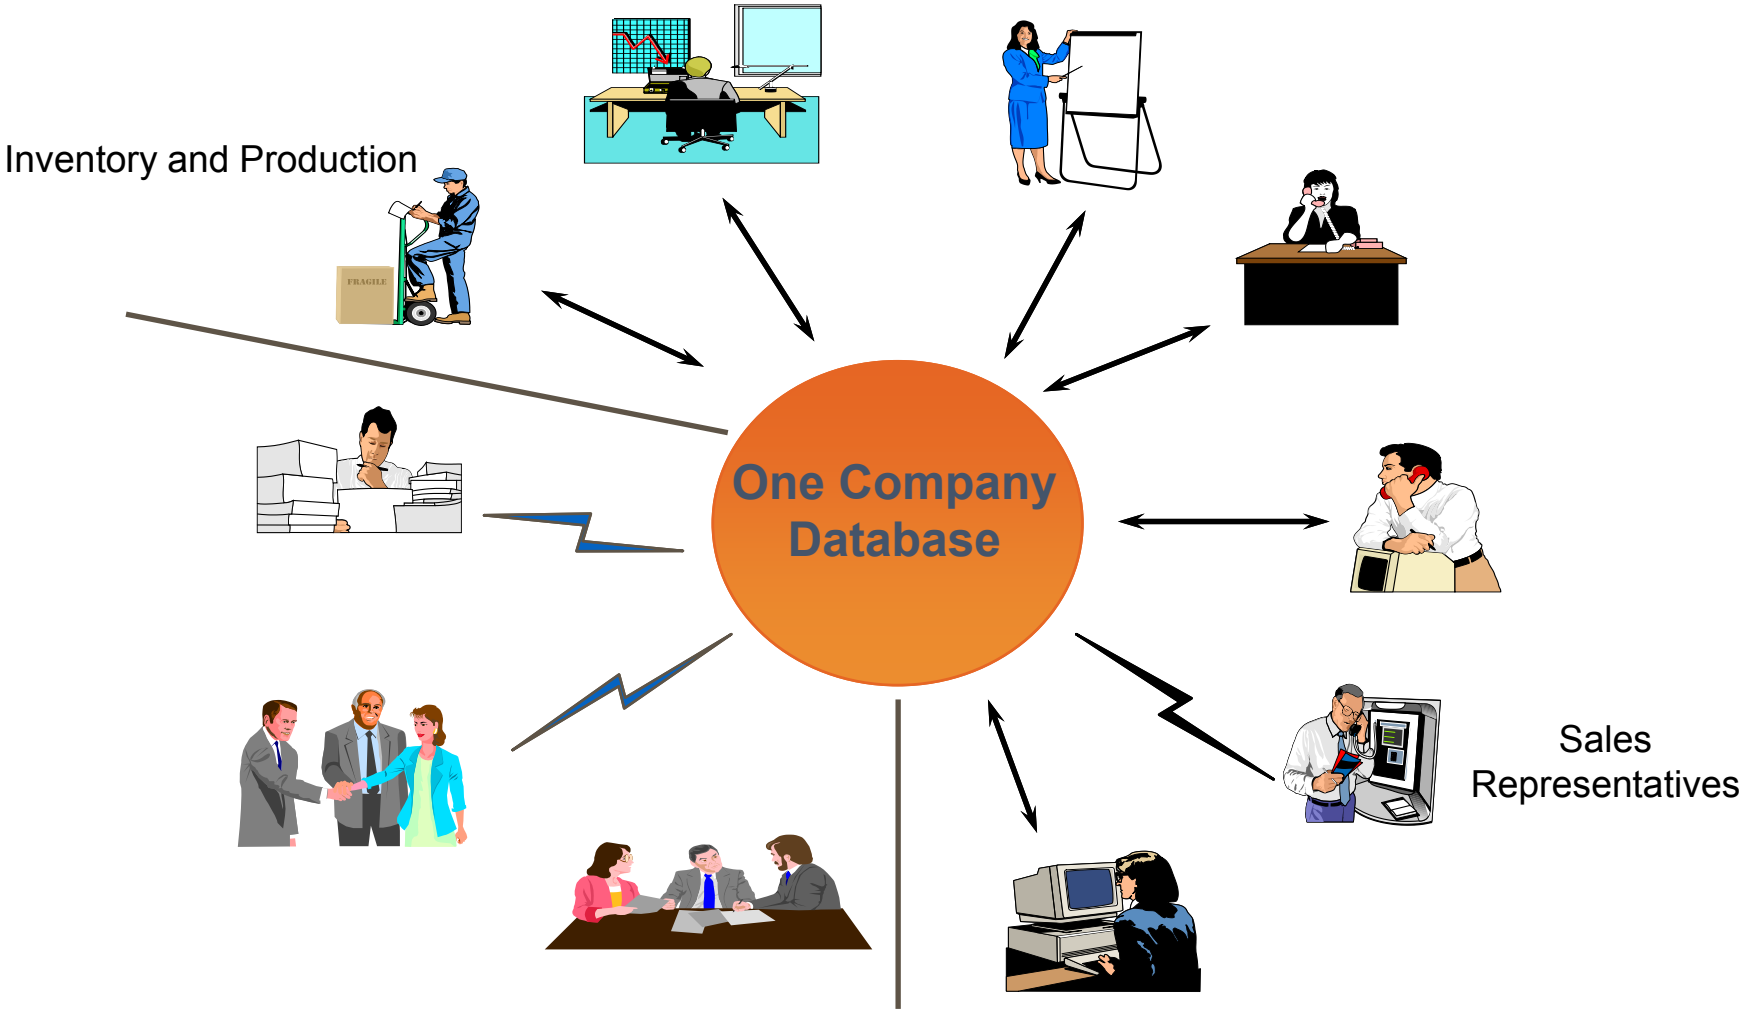 Inventory and Production
FRAGILE
One Company
Database
Sales
Representatives